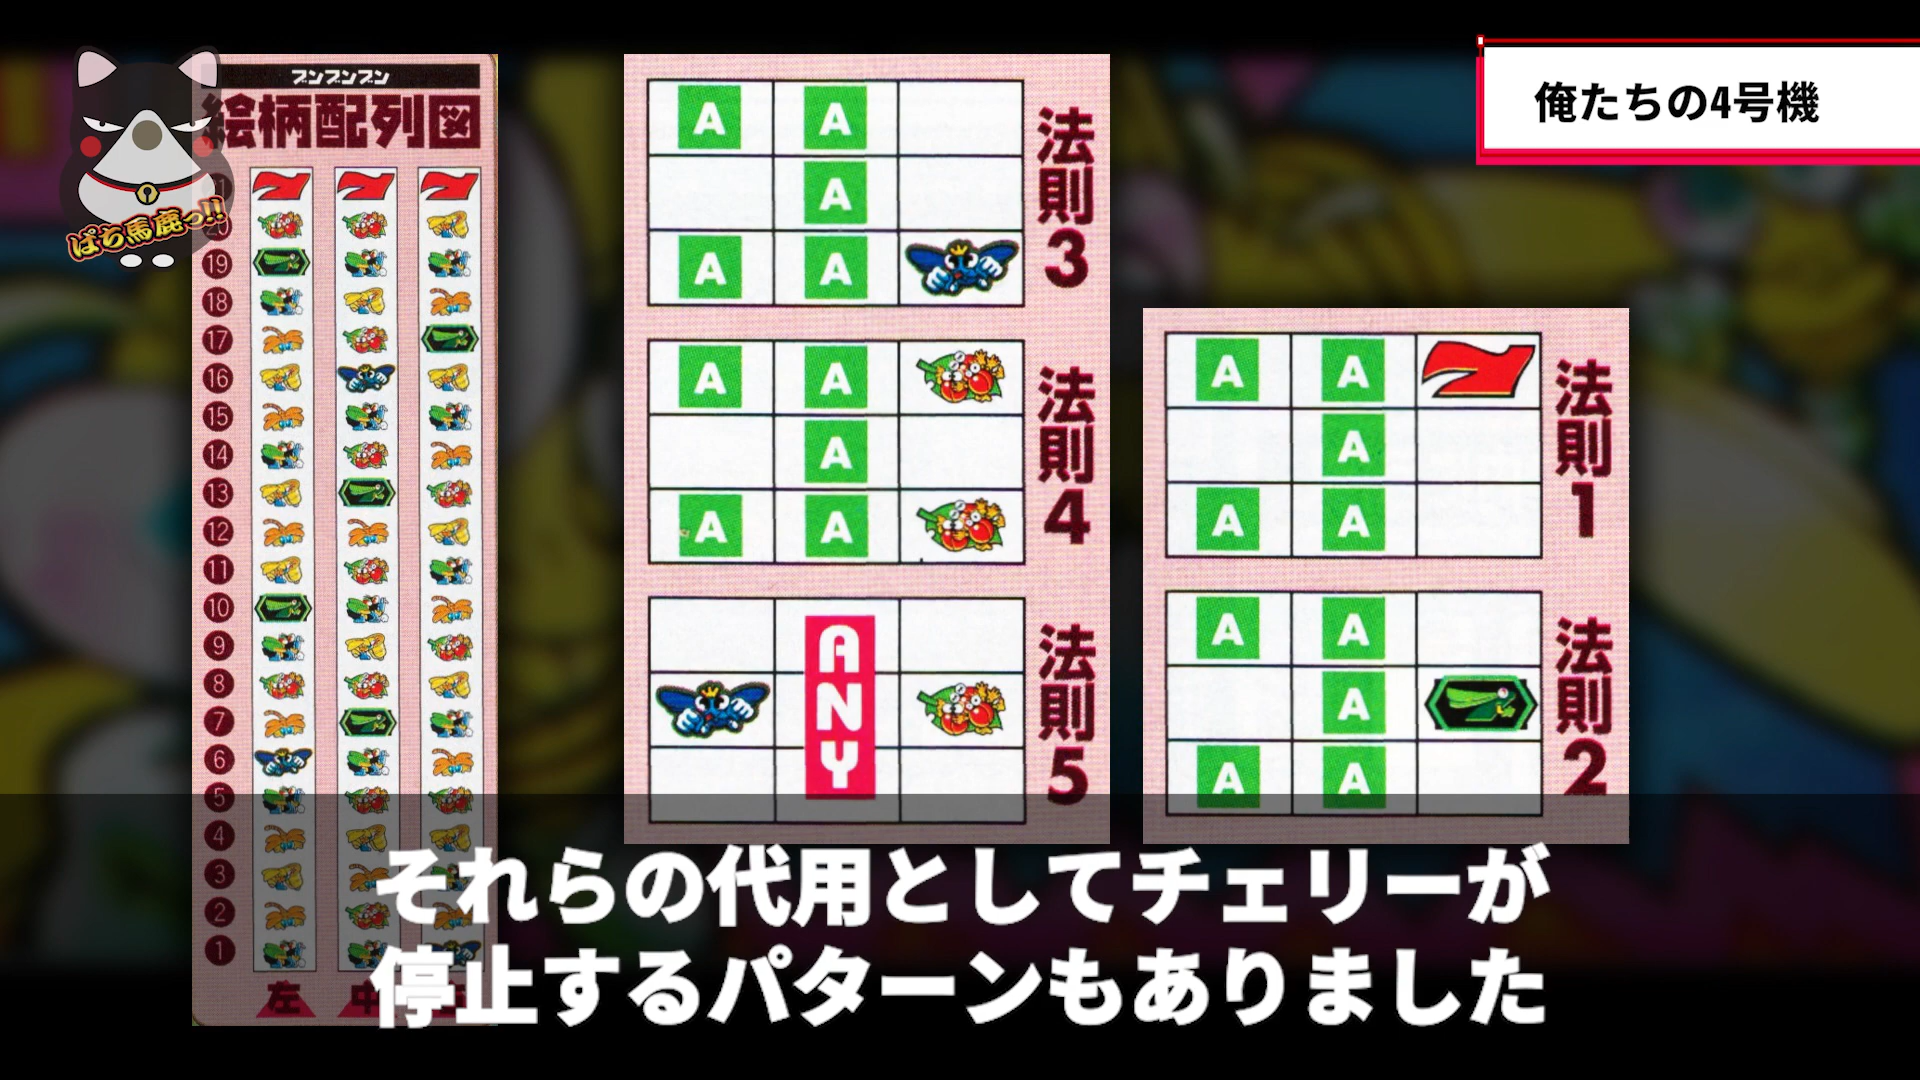 俺たちの4号機
ブンブンブン
絵柄配列図
ぱち馬鹿っ!!
19
18
17
16
15
14
13
12
11
10
9
8
7
6
5
4
3
2
1
左
中
A A
A
A A
法則3
A A
A
A A
法則4
ANY
法則5
A A 7
A
A A
法則1
A A
A
A A
法則2
それらの代用としてチェリーが
停止するパターンもありました